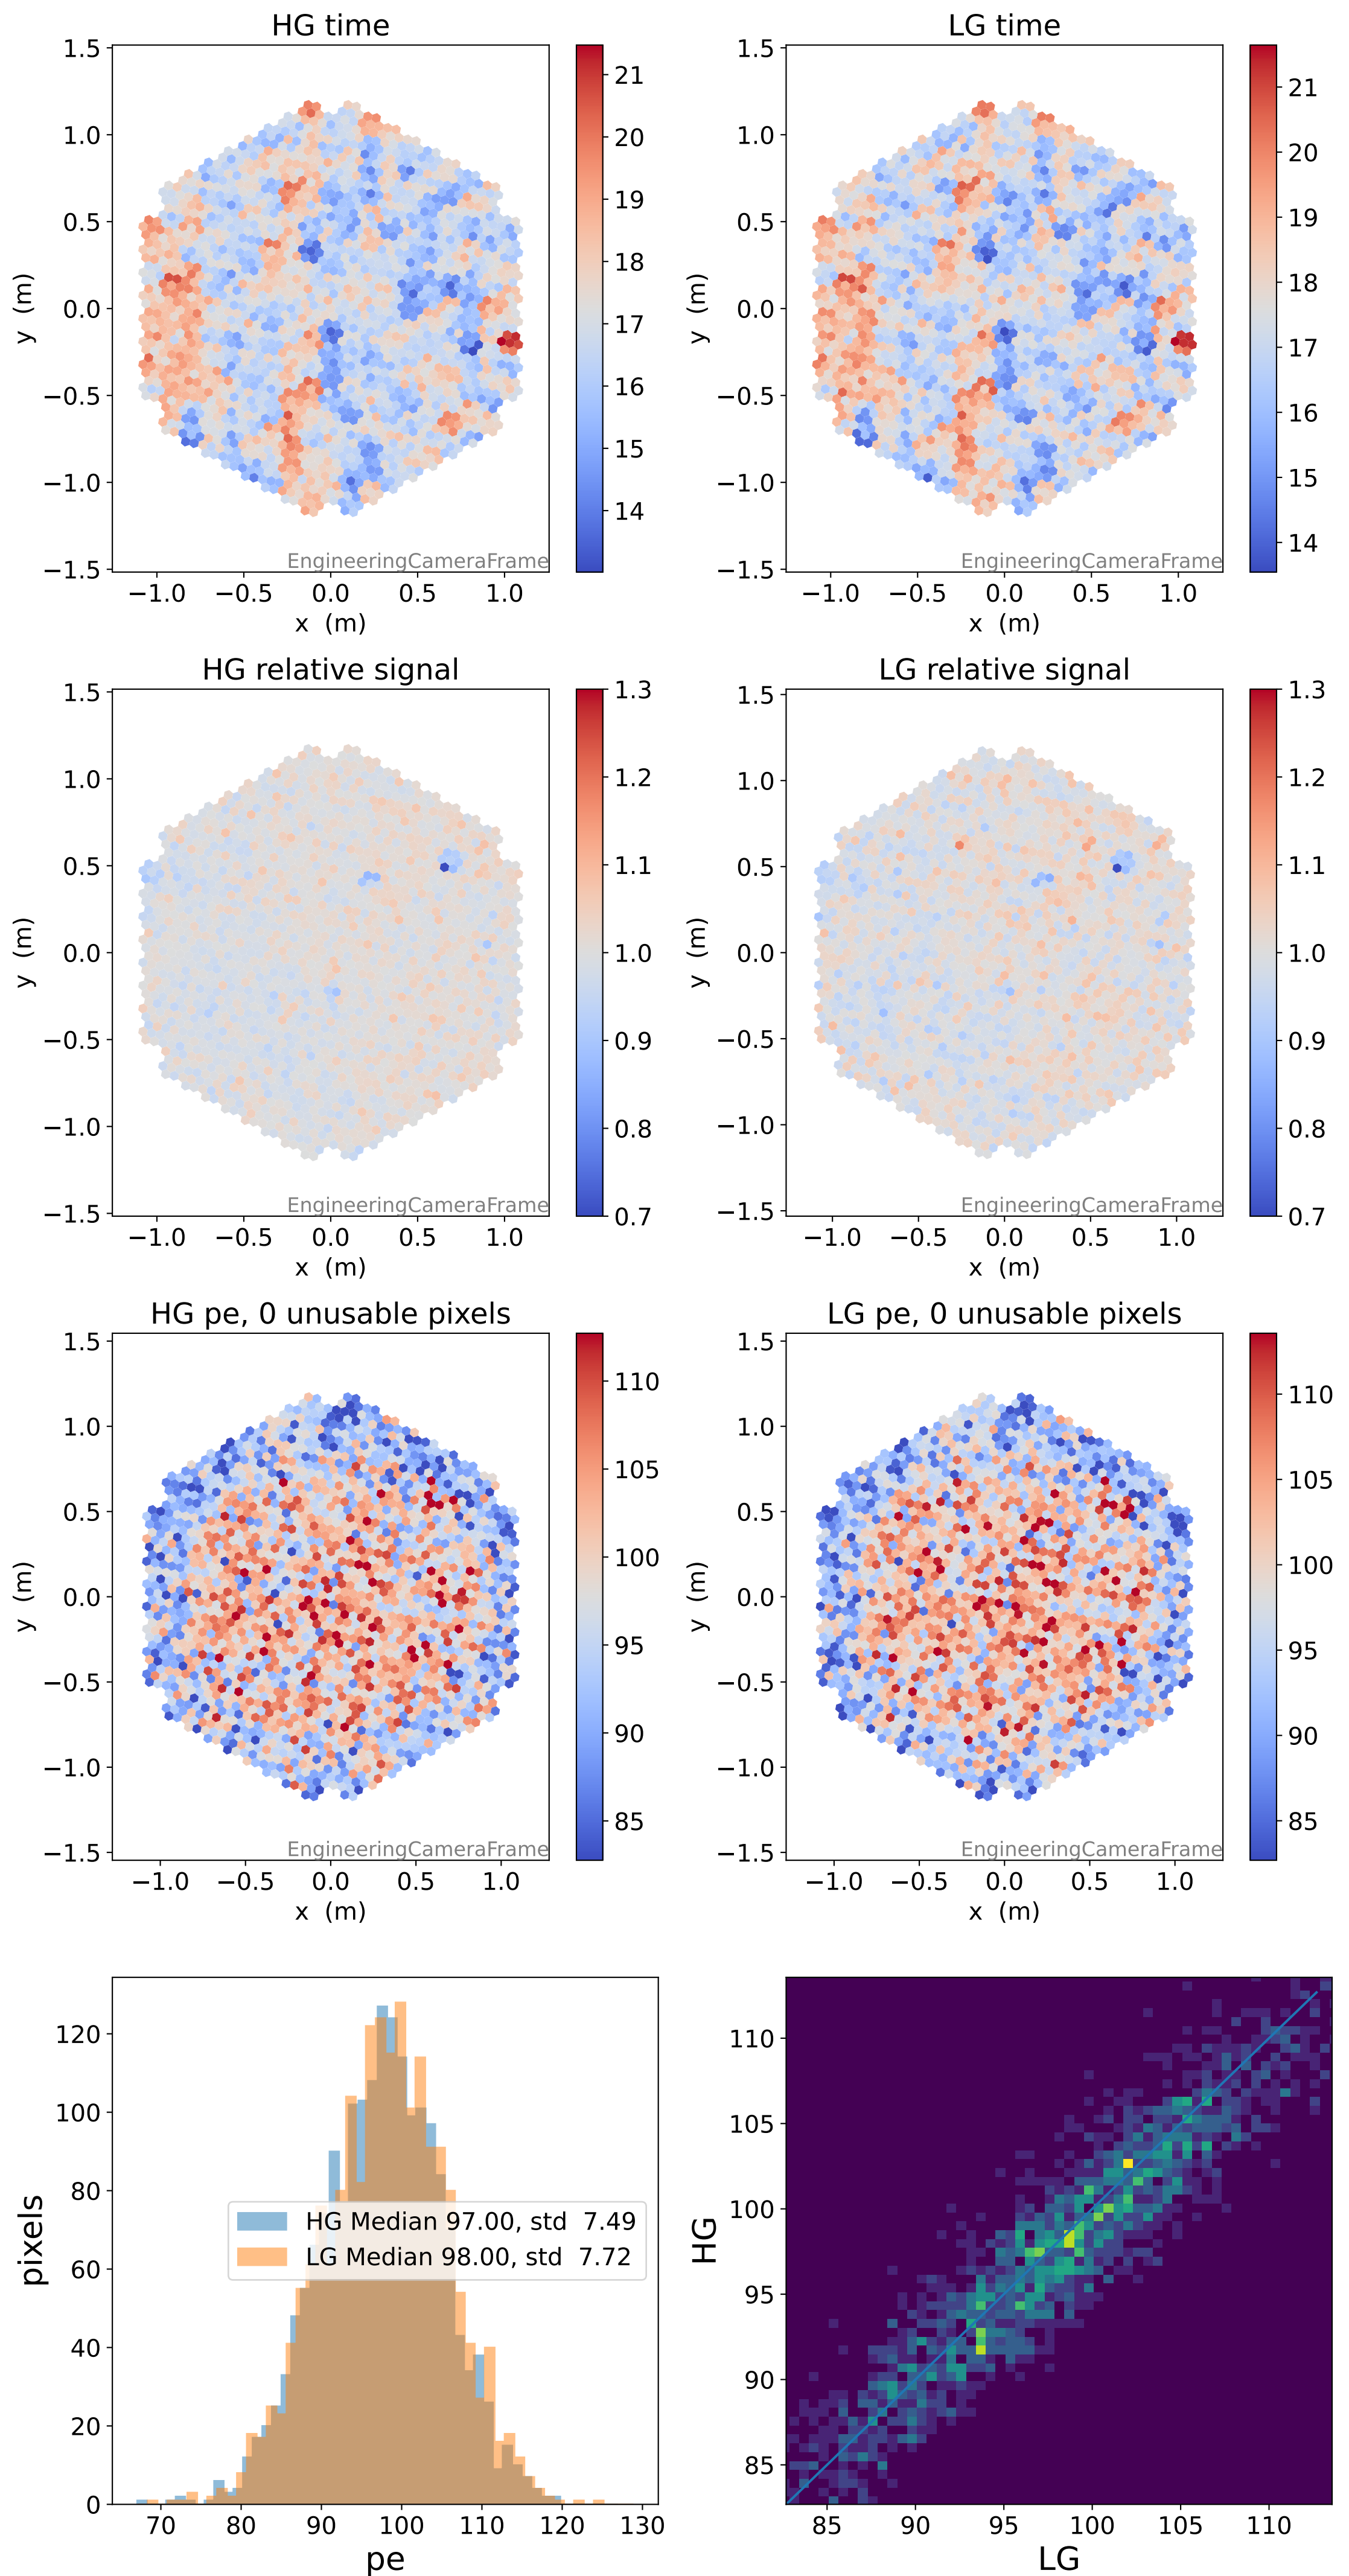 HG time
1.5
1.0
0.5
0.0
−0.5
−1.0
−1.5
y (m)
−1.0 −0.5 0.0 0.5 1.0
x (m)
EngineeringCameraFrame
21
20
19
18
17
16
15
14
LG time
1.5
1.0
0.5
0.0
−0.5
−1.0
−1.5
y (m)
−1.0 −0.5 0.0 0.5 1.0
x (m)
EngineeringCameraFrame
21
20
19
18
17
16
15
14
HG relative signal
1.5
1.0
0.5
0.0
−0.5
−1.0
−1.5
y (m)
−1.0 −0.5 0.0 0.5 1.0
x (m)
EngineeringCameraFrame
1.3
1.2
1.1
1.0
0.9
0.8
0.7
LG relative signal
1.5
1.0
0.5
0.0
−0.5
−1.0
−1.5
y (m)
−1.0 −0.5 0.0 0.5 1.0
x (m)
EngineeringCameraFrame
1.3
1.2
1.1
1.0
0.9
0.8
0.7
HG pe, 0 unusable pixels
1.5
1.0
0.5
0.0
−0.5
−1.0
−1.5
y (m)
−1.0 −0.5 0.0 0.5 1.0
x (m)
EngineeringCameraFrame
110
105
100
95
90
85
LG pe, 0 unusable pixels
1.5
1.0
0.5
0.0
−0.5
−1.0
−1.5
y (m)
−1.0 −0.5 0.0 0.5 1.0
x (m)
EngineeringCameraFrame
110
105
100
95
90
85
120
100
80
60
40
20
0
pixels
HG Median 97.00, std 7.49
LG Median 98.00, std 7.72
70 80 90 100 110 120 130
pe
110
105
100
95
90
85
HG
85 90 95 100 105 110
LG